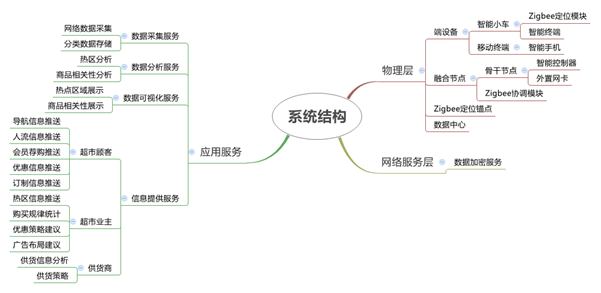 系统结构
物理层
端设备
智能小车
Zigbee定位模块
智能终端
移动终端
智能手机
融合节点
骨干节点
智能控制器
外置网卡
Zigbee协调模块
Zigbee定位锚点
数据中心
网络服务层
数据加密服务
应用服务
数据采集服务
网络数据采集
分类数据存储
数据分析服务
热区分析
商品相关性分析
数据可视化服务
热点区域展示
商品相关性展示
信息提供服务
超市顾客
导航信息推送
人流信息推送
会员荐购推送
优惠信息推送
订制信息推送
超市业主
热区信息推送
购买规律统计
优惠策略建议
广告布局建议
供货商
供货信息分析
供货策略